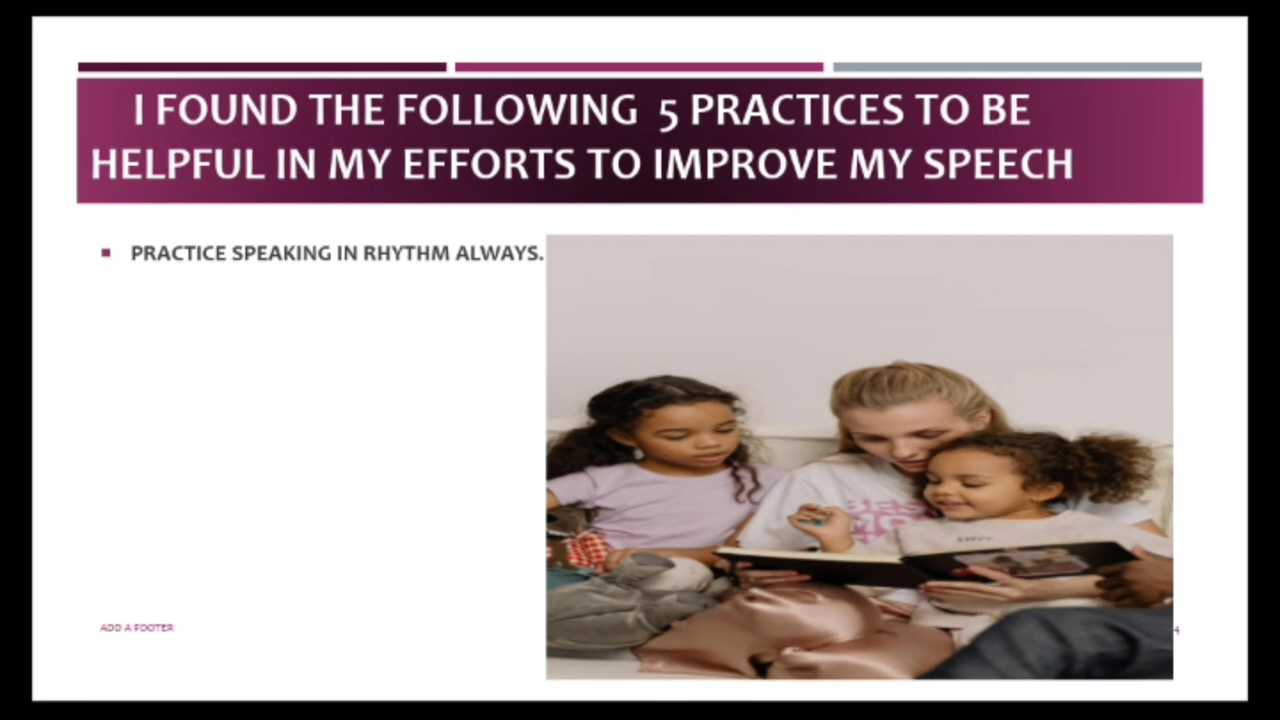 I FOUND THE FOLLOWING 5 PRACTICES TO BE
HELPFUL IN MY EFFORTS TO IMPROVE MY SPEECH
PRACTICE SPEAKING IN RHYTHM ALWAYS.
ADD A FOOTER
4